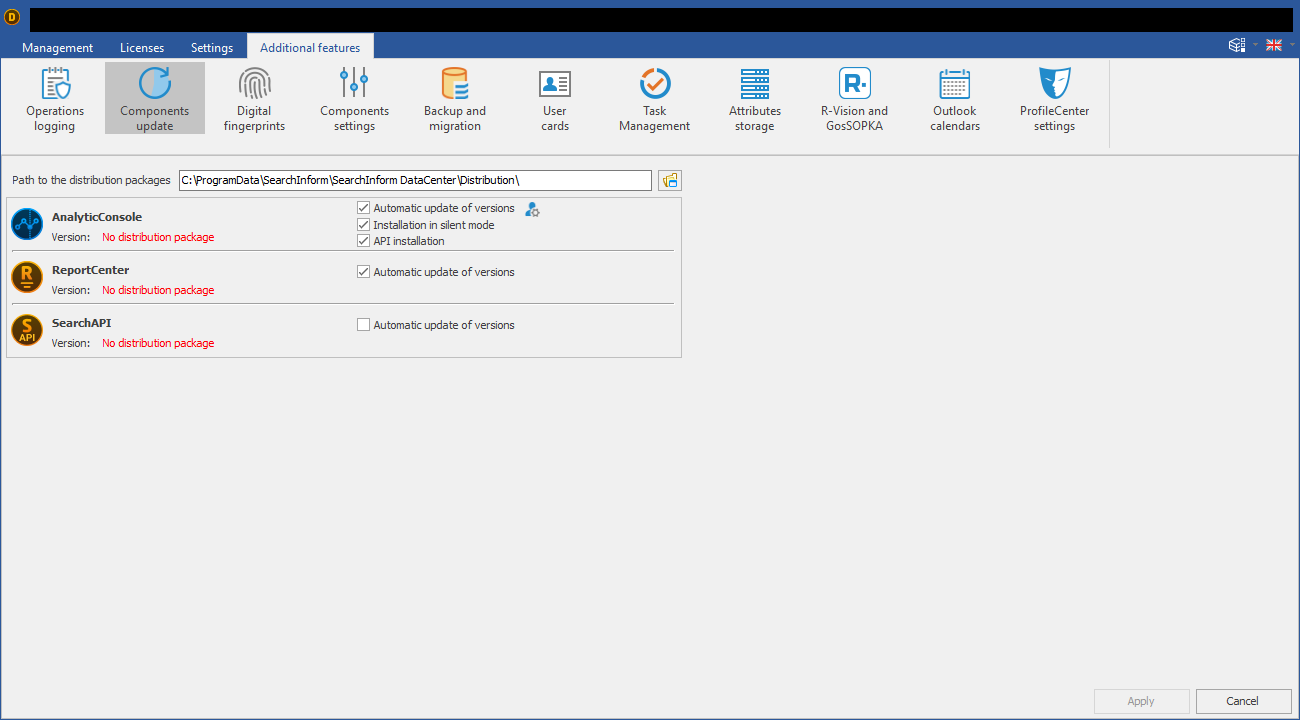 D
Management Licenses Settings Additional features
Operations logging
Components update
Digital fingerprints
Components settings
Backup and migration
User cards
Task Management
Attributes storage
R-Vision and GosSOPKA
Outlook calendars
ProfileCenter settings
Path to the distribution packages C:\ProgramData\SearchInform\SearchInform DataCenter\Distribution\
AnalyticConsole
Version: No distribution package
Automatic update of versions
Installation in silent mode
API installation
R
ReportCenter
Version: No distribution package
Automatic update of versions
S
API
SearchAPI
Version: No distribution package
Automatic update of versions
Apply Cancel